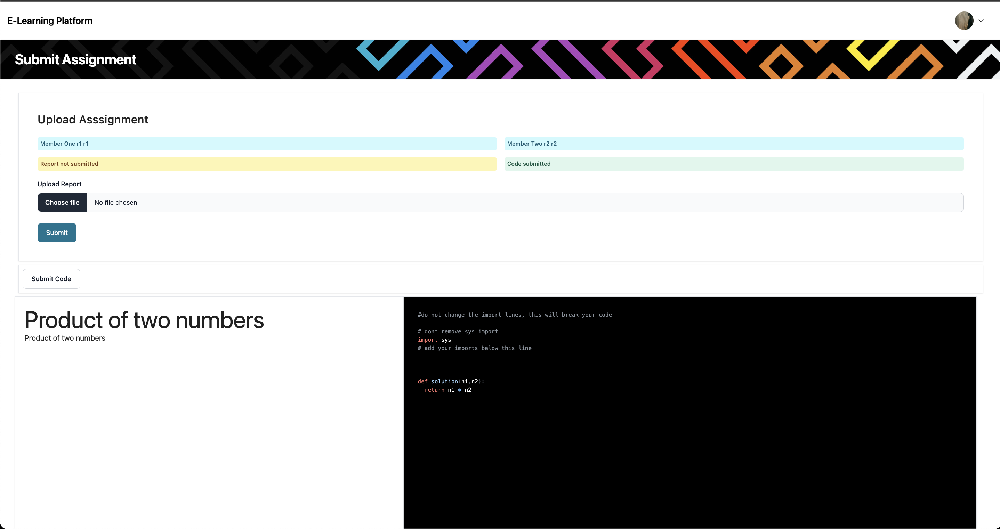 E-Learning Platform
Submit Assignment
Upload Asssignment
Member One r1 r1
Member Two r2 r2
Report not submitted
Code submitted
Upload Report
Choose file
No file chosen
Submit
Submit Code
Product of two numbers
Product of two numbers
#do not change the import lines, this will break your code
# dont remove sys import
import sys
# add your imports below this line
def solution(n1,n2):
return n1 * n2